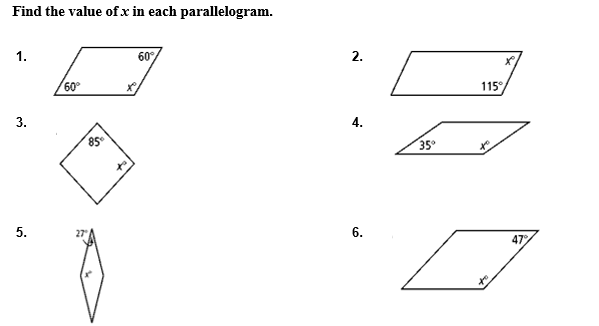 Find the value of x in each parallelogram.
1.
60°
60°
x°
2.
x°
115°
3.
85°
x°
4.
35°
x°
5.
27°
x°
6.
47°
x°